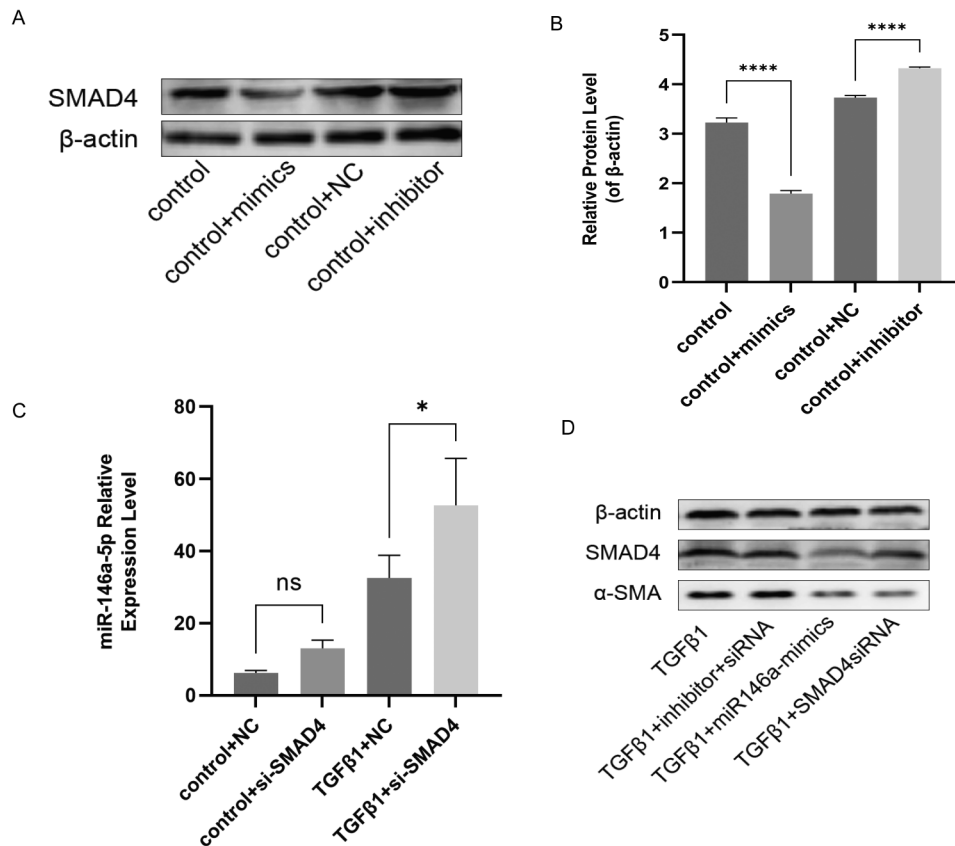 A
SMAD4
β-actin
control
control+mimics
control+NC
control+inhibitor
B
Relative Protein Level
(of β-actin)
5
4
3
2
1
0
****
****
control
control+mimics
control+NC
control+inhibitor
C
miR-146a-5p Relative
Expression Level
80
60
40
20
0
ns
*
control+NC
control+si-SMAD4
TGFβ1+NC
TGFβ1+si-SMAD4
D
β-actin
SMAD4
α-SMA
TGFβ1
TGFβ1+inhibitor+siRNA
TGFβ1+miR146a-mimics
TGFβ1+SMAD4siRNA